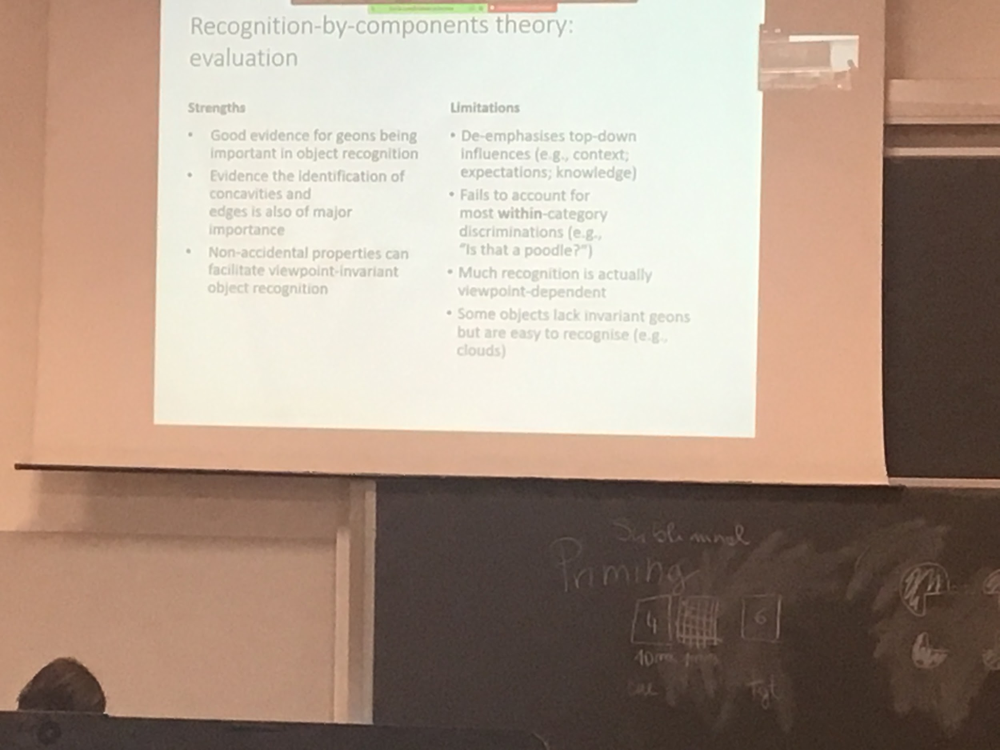 Recognition-by-components theory:
evaluation
Strengths
• Good evidence for geons being
important in object recognition
• Evidence the identification of
concavities and
edges is also of major
importance
• Non-accidental properties can
facilitate viewpoint-invariant
object recognition
Limitations
• De-emphasises top-down
influences (e.g., context;
expectations; knowledge)
• Fails to account for
most within-category
discriminations (e.g.,
"Is that a poodle?")
• Much recognition is actually
viewpoint-dependent
• Some objects lack invariant geons
but are easy to recognise (e.g.,
clouds)
Subliminal
Priming
4 6
Tgt